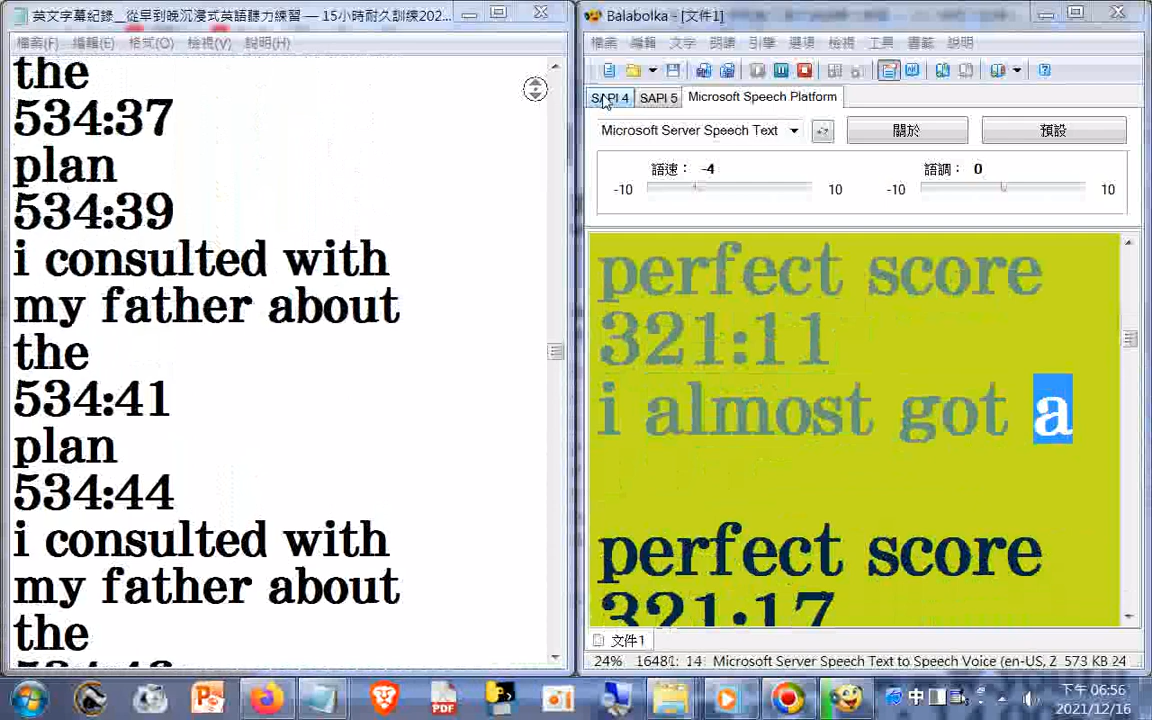 英文字幕紀錄__從早到晚沉浸式英語聽力練習 — 15小時耐久訓練202...
檔案(F) 編輯(E) 格式(O) 檢視(V) 說明(H)
the
534:37
plan
534:39
i consulted with
my father about
the
534:41
plan
534:44
i consulted with
my father about
the
Balabolka - [文件1]
檔案 編輯 文字 朗讀 引擎 選項 檢視 工具 書籤 說明
SAPI 4 SAPI 5 Microsoft Speech Platform
Microsoft Server Speech Text 關於 預設
語速： -4 語調： 0
-10 10 -10 10
perfect score
321:11
i almost got a
perfect score
321:17
文件1
24% 16481: 14 Microsoft Server Speech Text to Speech Voice (en-US, Z 573 KB 24
中
下午 06:56
2021/12/16